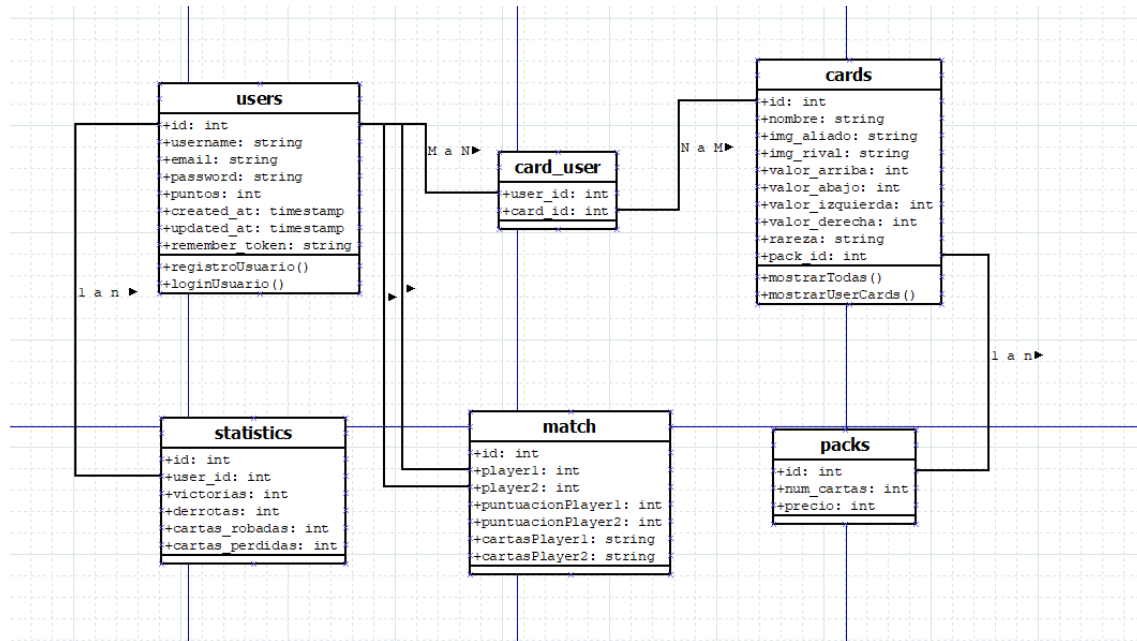 users
+id: int
+username: string
+email: string
+password: string
+puntos: int
+created_at: timestamp
+updated_at: timestamp
+remember_token: string
+registroUsuario()
+loginUsuario()
1 a n
M a N
card_user
+user_id: int
+card_id: int
N a M
cards
+id: int
+nombre: string
+img_aliado: string
+img_rival: string
+valor_arriba: int
+valor_abajo: int
+valor_izquierda: int
+valor_derecha: int
+rareza: string
+pack_id: int
+mostrarTodas()
+mostrarUserCards()
1 a n
statistics
+id: int
+user_id: int
+victorias: int
+derrotas: int
+cartas_robadas: int
+cartas_perdidas: int
match
+id: int
+player1: int
+player2: int
+puntuacionPlayer1: int
+puntuacionPlayer2: int
+cartasPlayer1: string
+cartasPlayer2: string
packs
+id: int
+num_cartas: int
+precio: int